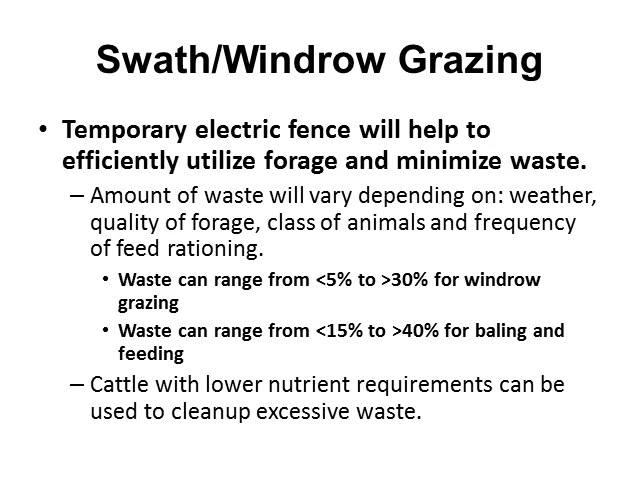 Swath/Windrow Grazing
• Temporary electric fence will help to
efficiently utilize forage and minimize waste.
– Amount of waste will vary depending on: weather,
quality of forage, class of animals and frequency
of feed rationing.
• Waste can range from <5% to >30% for windrow
grazing
• Waste can range from <15% to >40% for baling and
feeding
– Cattle with lower nutrient requirements can be
used to cleanup excessive waste.